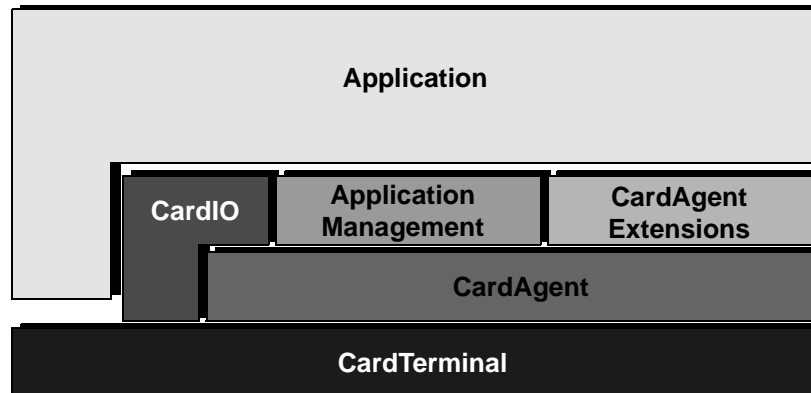 Application
CardIO
Application
Management
CardAgent
Extensions
CardAgent
CardTerminal